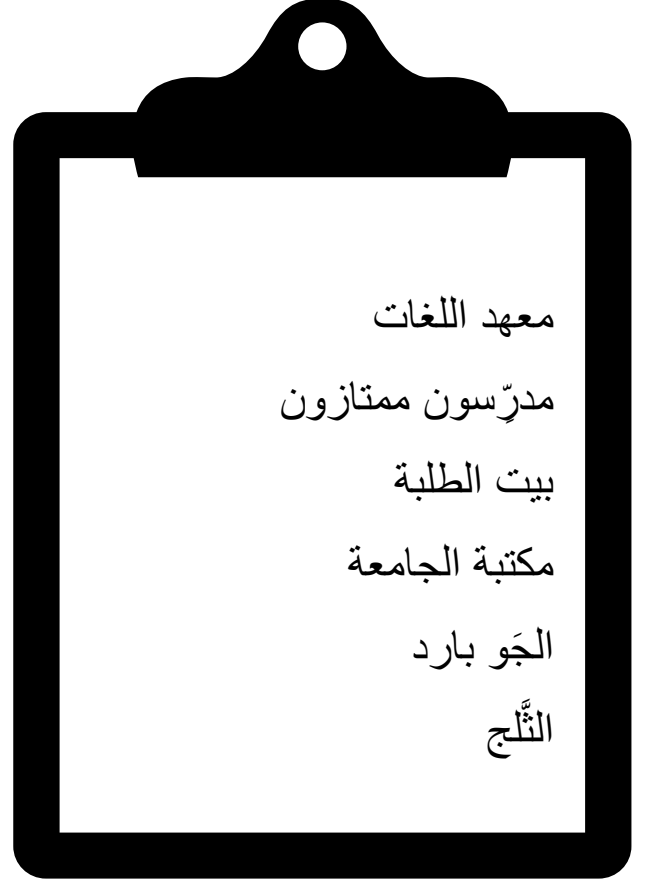 معهد اللغات
مدرِّسون ممتازون
بيت الطلبة
مكتبة الجامعة
الجَو بارد
الثَّلج